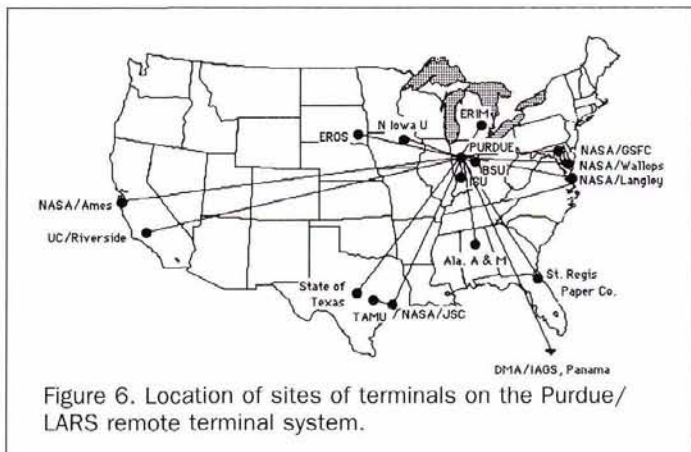 ERIM
N Iowa U
EROS
PURDUE
NASA/GSFC
BSU
NASA/Wallops
ISU
NASA/Langley
NASA/Ames
UC/Riverside
Ala. A & M
State of
Texas
St. Regis
Paper Co.
TAMU
NASA/JSC
DMA/IAGS, Panama
Figure 6. Location of sites of terminals on the Purdue/
LARS remote terminal system.